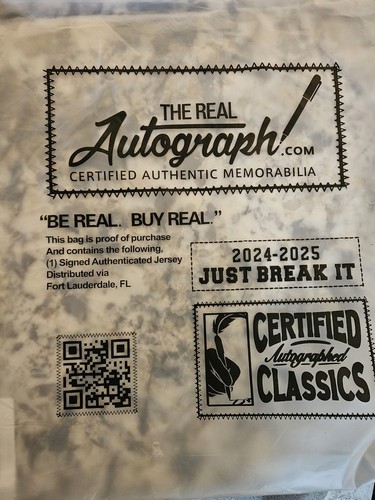 THE REAL
Autograph
.COM
CERTIFIED AUTHENTIC MEMORABILIA
“BE REAL. BUY REAL.”
This bag is proof of purchase
And contains the following.
(1) Signed Authenticated Jersey
Distributed via
Fort Lauderdale, FL
2024-2025
JUST BREAK IT
CERTIFIED
Autographed
CLASSICS